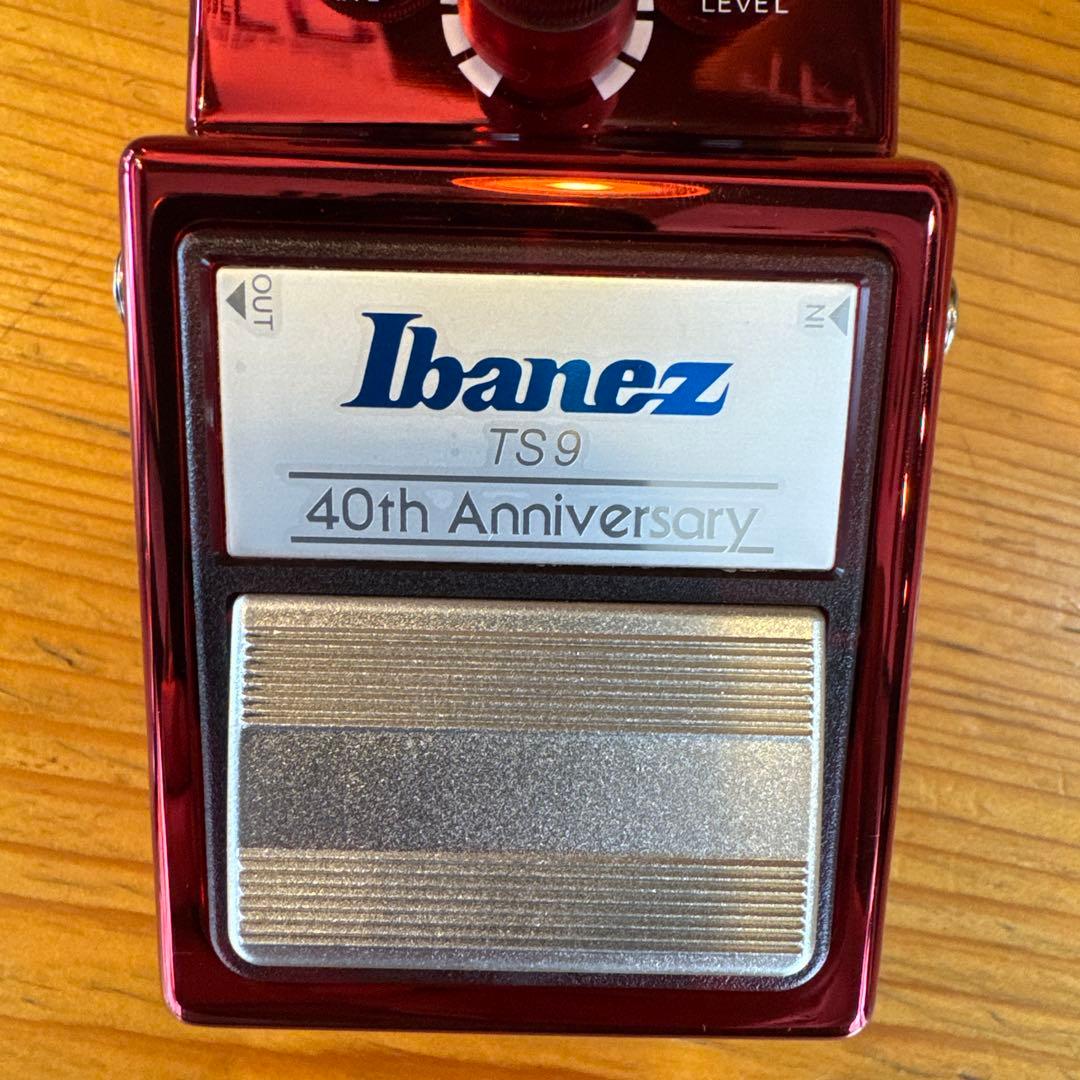 LEVEL
OUT
IN
Ibanez
TS9
40th Anniversary